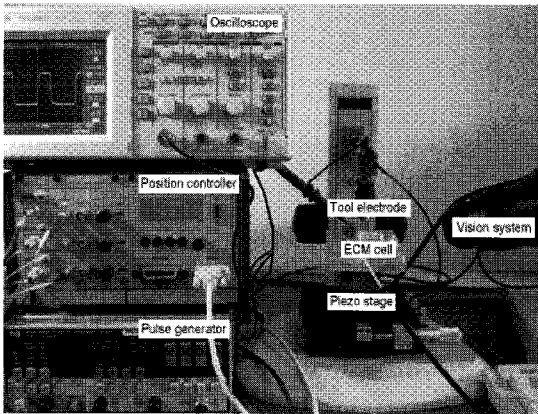 Oscilloscope
Position controller
Tool electrode
Vision system
ECM cell
Piezo stage
Pulse generator